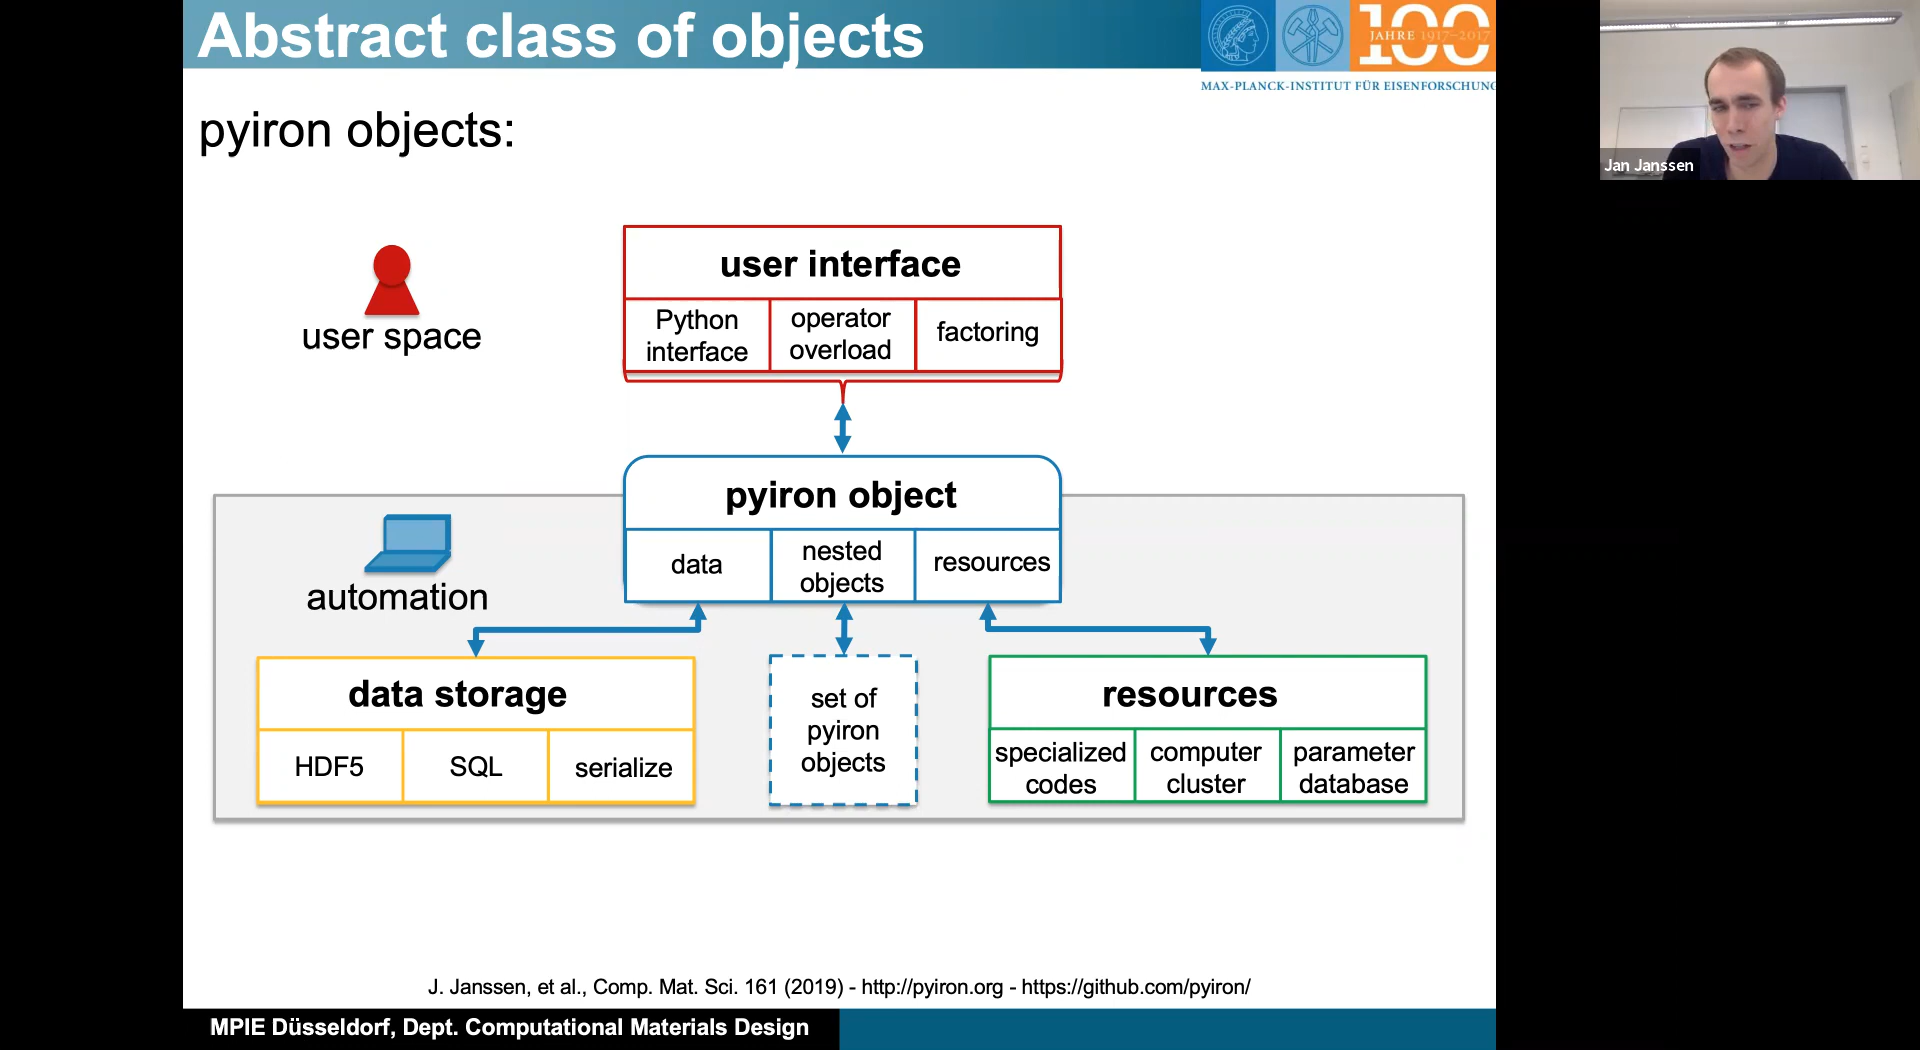 Abstract class of objects
100
JAHRE 1917-2017
MAX-PLANCK-INSTITUT FÜR EISENFORSCHUNG
Jan Janssen
pyiron objects:
user space
user interface
Python
interface
operator
overload
factoring
automation
pyiron object
data
nested
objects
resources
data storage
HDF5
SQL
serialize
set of
pyiron
objects
resources
specialized
codes
computer
cluster
parameter
database
J. Janssen, et al., Comp. Mat. Sci. 161 (2019) - http://pyiron.org - https://github.com/pyiron/
MPIE Düsseldorf, Dept. Computational Materials Design